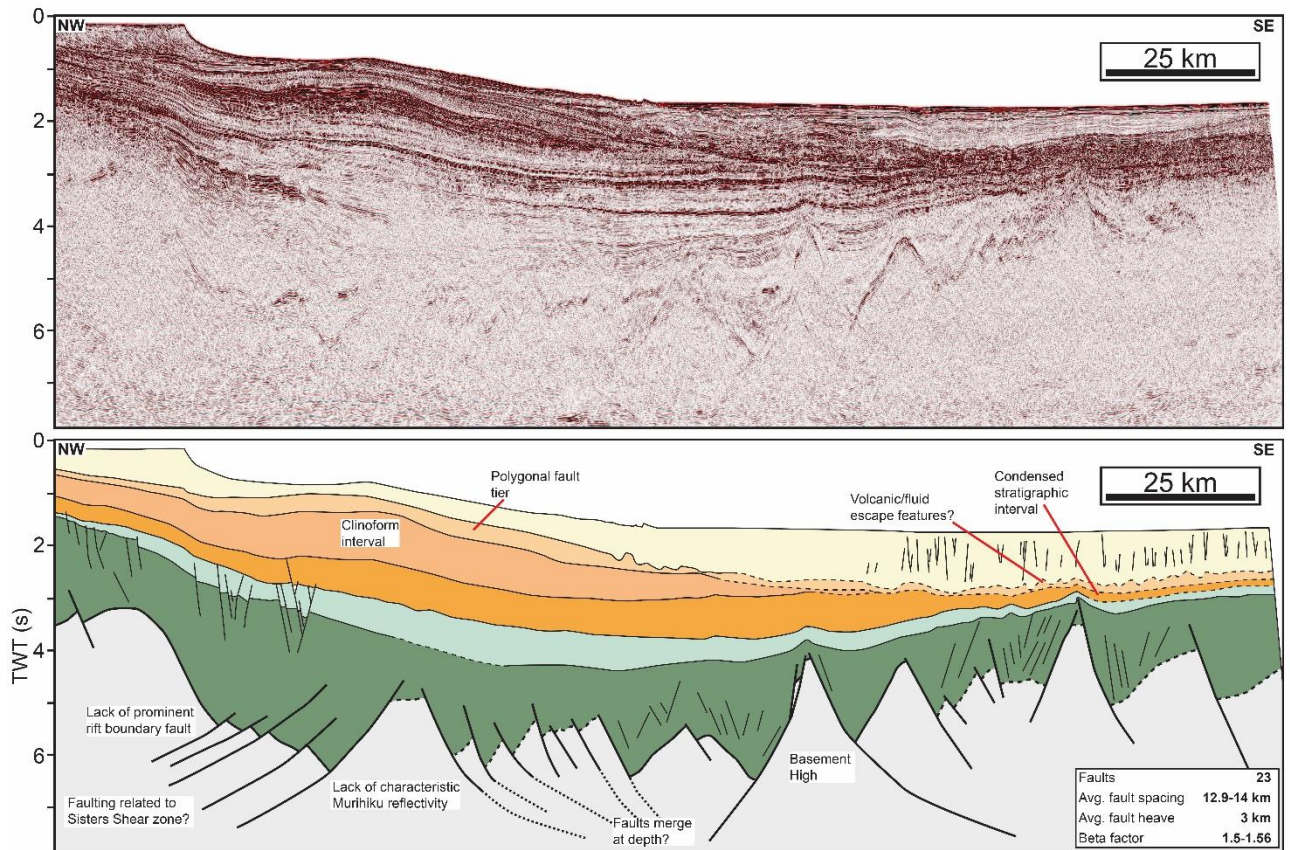 0
NW
SE
25 km
2
4
6
0
NW
SE
25 km
Polygonal fault
tier
Condensed
stratigraphic
interval
Volcanic/fluid
escape features?
Clinoform
interval
2
TWT (s)
4
Lack of prominent
rift boundary fault
6
Basement
High
Lack of characteristic
Murihiku reflectivity
Faulting related to
Sisters Shear zone?
Faults merge
at depth?
Faults 23
Avg. fault spacing 12.9-14 km
Avg. fault heave 3 km
Beta factor 1.5-1.56